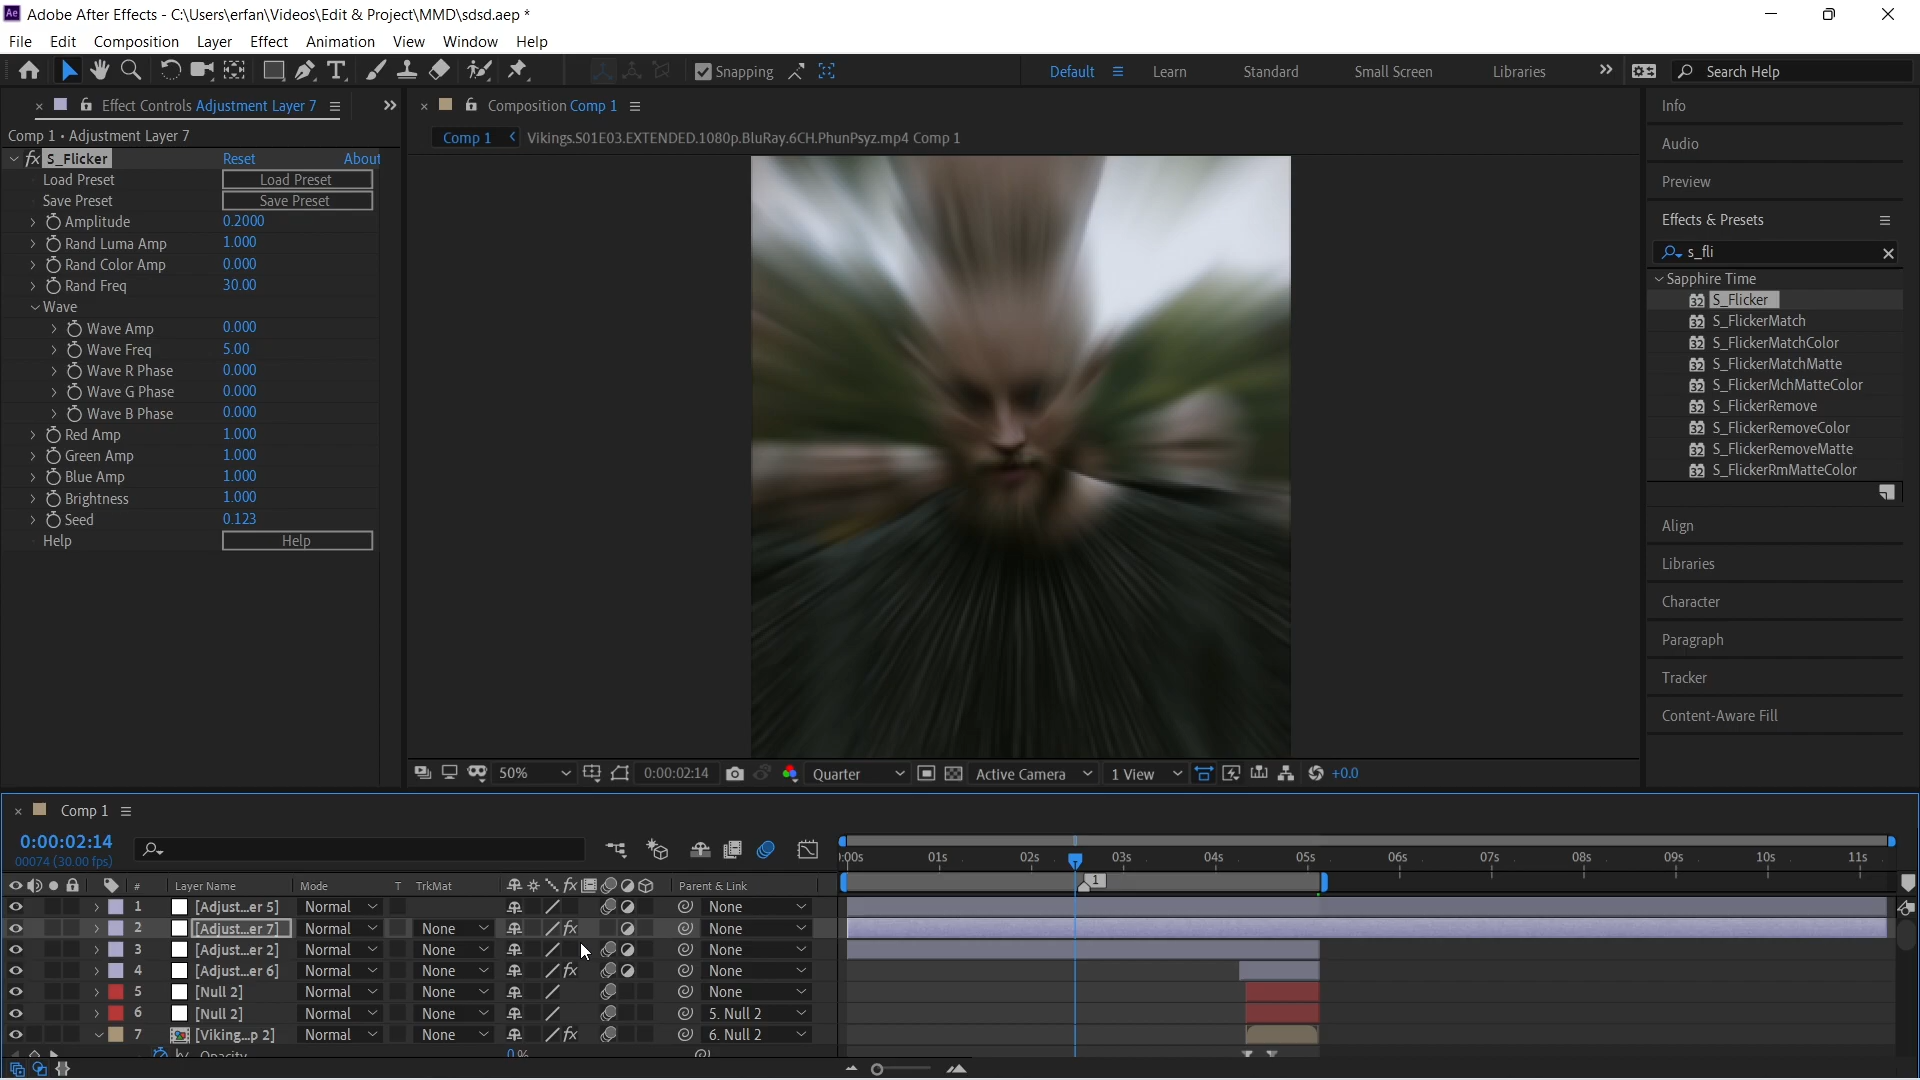 Adobe After Effects - C:\Users\erfan\Videos\Edit & Project\MMD\sdsd.aep *
File Edit Composition Layer Effect Animation View Window Help
Snapping Default Learn Standard Small Screen Libraries Search Help
Effect Controls Adjustment Layer 7
Composition Comp 1
Comp 1 • Adjustment Layer 7
Comp 1 Vikings.S01E03.EXTENDED.1080p.BluRay.6CH.PhunPsyz.mp4 Comp 1
fx S_Flicker Reset About
Load Preset Load Preset
Save Preset Save Preset
Amplitude 0.2000
Rand Luma Amp 1.000
Rand Color Amp 0.000
Rand Freq 30.00
Wave
Wave Amp 0.000
Wave Freq 5.00
Wave R Phase 0.000
Wave G Phase 0.000
Wave B Phase 0.000
Red Amp 1.000
Green Amp 1.000
Blue Amp 1.000
Brightness 1.000
Seed 0.123
Help Help
Info
Audio
Preview
Effects & Presets
s_fli
Sapphire Time
S_Flicker
S_FlickerMatch
S_FlickerMatchColor
S_FlickerMatchMatte
S_FlickerMchMatteColor
S_FlickerRemove
S_FlickerRemoveColor
S_FlickerRemoveMatte
S_FlickerRmMatteColor
Align
Libraries
Character
Paragraph
Tracker
Content-Aware Fill
50% 0:00:02:14 Quarter Active Camera 1 View +0.0
Comp 1
0:00:02:14
00074 (30.00 fps)
:00s 01s 02s 03s 04s 05s 06s 07s 08s 09s 10s 11s
1
# Layer Name Mode T TrkMat fx Parent & Link
1 [Adjust...er 5] Normal None
2 [Adjust...er 7] Normal None fx None
3 [Adjust...er 2] Normal None None
4 [Adjust...er 6] Normal None fx None
5 [Null 2] Normal None None
6 [Null 2] Normal None 5. Null 2
7 [Viking...p 2] Normal None fx 6. Null 2
Opacity 0%